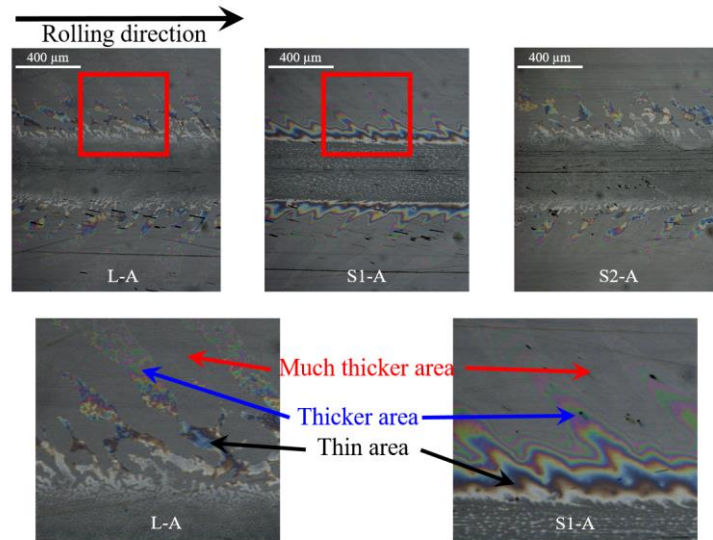 Rolling direction
400 µm
400 µm
400 µm
L-A
S1-A
S2-A
Much thicker area
Thicker area
Thin area
L-A
S1-A